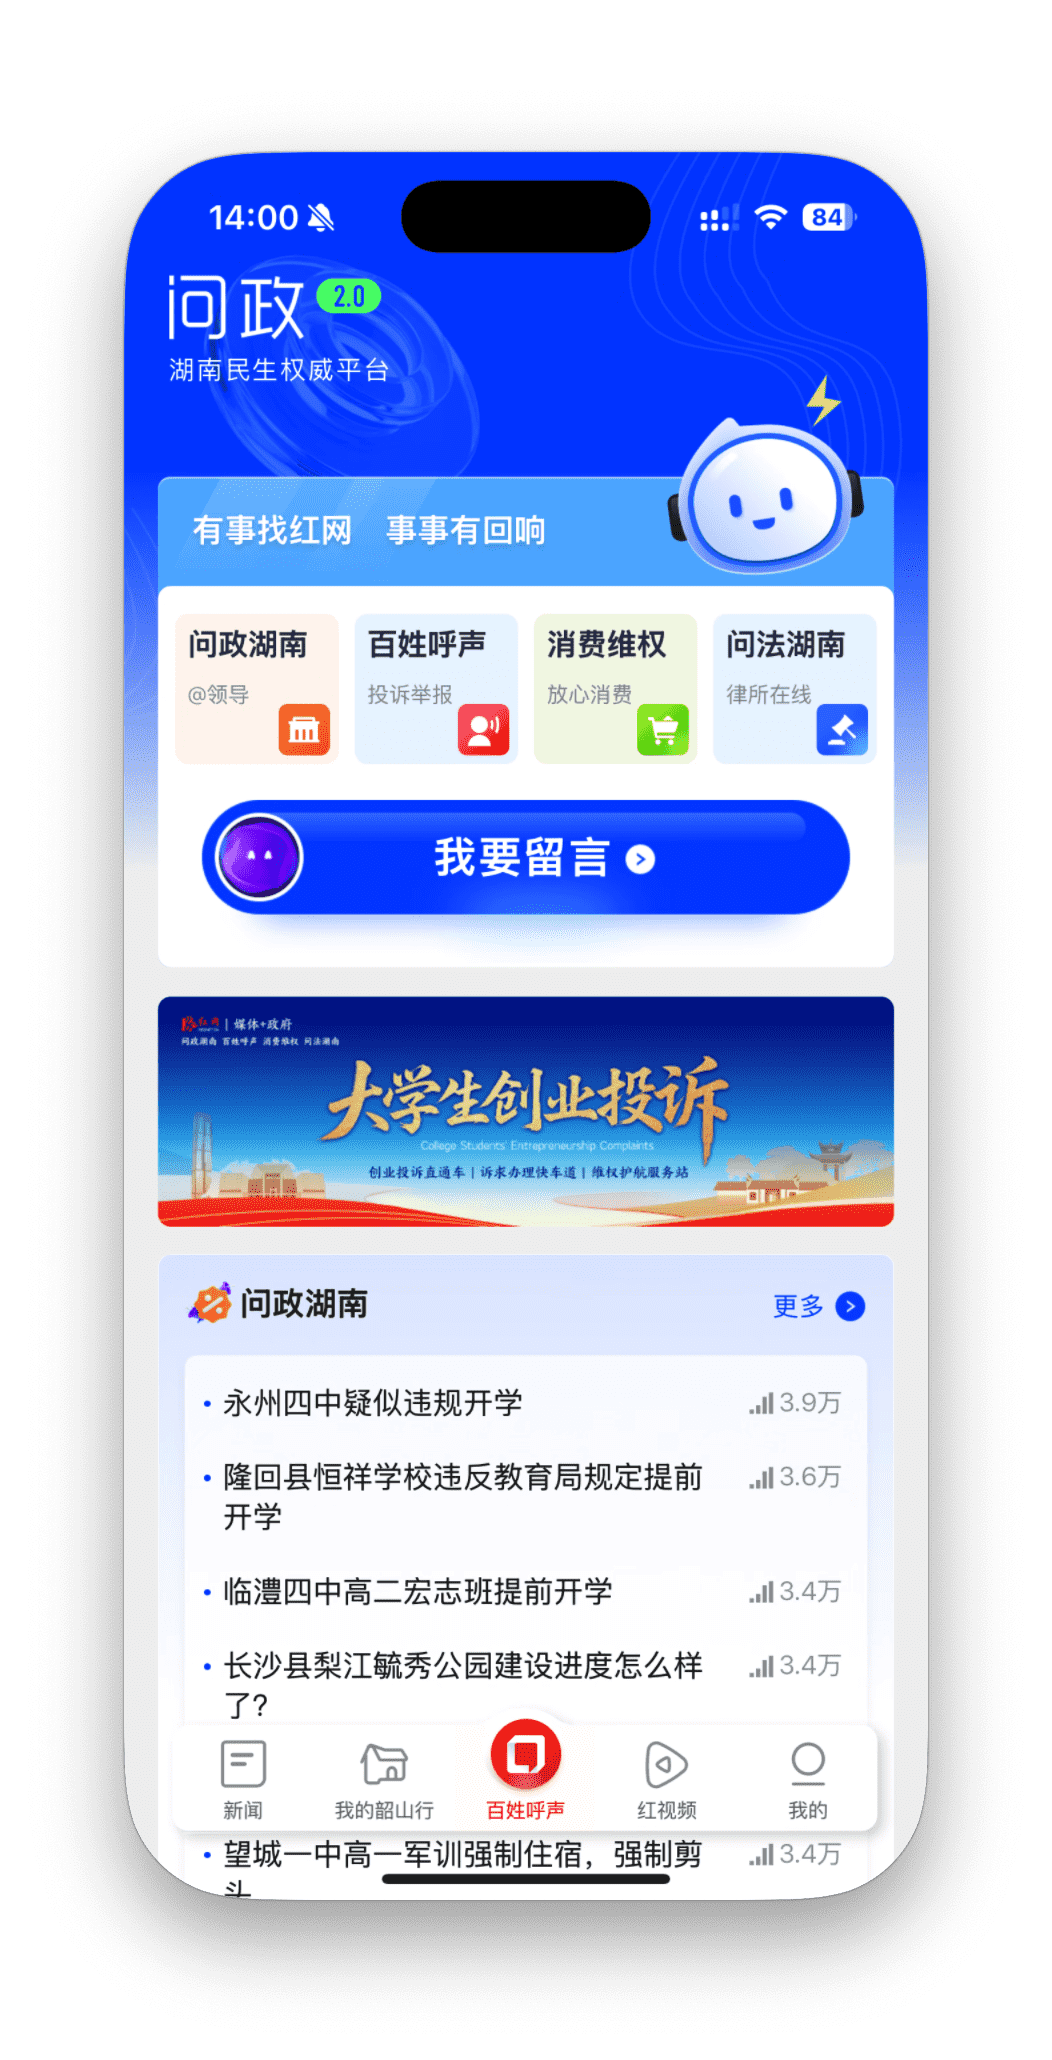 14:00
84
问政 2.0
湖南民生权威平台
有事找红网 事事有回响
问政湖南
@领导
百姓呼声
投诉举报
消费维权
放心消费
问法湖南
律所在线
我要留言
红网 | 媒体+政府
问政湖南 百姓呼声 消费维权 问法湖南
大学生创业投诉
College Students' Entrepreneurship Complaints
创业投诉直通车 | 诉求办理快车道 | 维权护航服务站
问政湖南
更多
永州四中疑似违规开学
3.9万
隆回县恒祥学校违反教育局规定提前
开学
3.6万
临澧四中高二宏志班提前开学
3.4万
长沙县梨江毓秀公园建设进度怎么样
了?
3.4万
新闻
我的韶山行
百姓呼声
红视频
我的
望城一中高一军训强制住宿，强制剪
头
3.4万